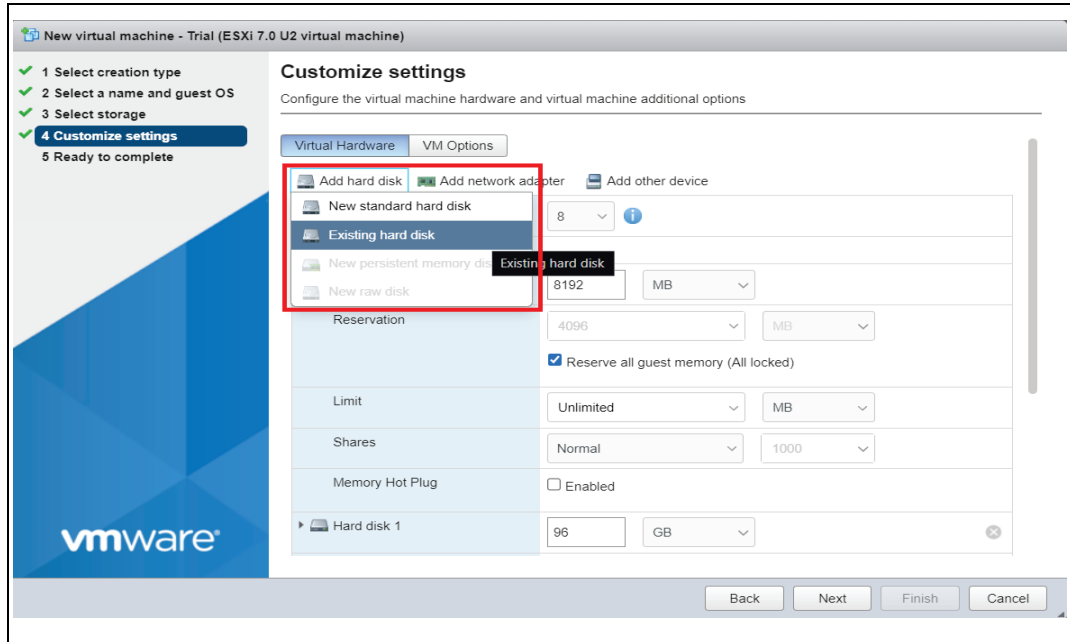 New virtual machine - Trial (ESXi 7.0 U2 virtual machine)
1 Select creation type
2 Select a name and guest OS
3 Select storage
4 Customize settings
5 Ready to complete
vmware®
Customize settings
Configure the virtual machine hardware and virtual machine additional options
Virtual Hardware VM Options
Add hard disk Add network adapter Add other device
New standard hard disk 8
Existing hard disk
New persistent memory dis Existing hard disk
New raw disk 8192 MB
Reservation 4096 MB
Reserve all guest memory (All locked)
Limit Unlimited MB
Shares Normal 1000
Memory Hot Plug Enabled
Hard disk 1 96 GB
Back Next Finish Cancel